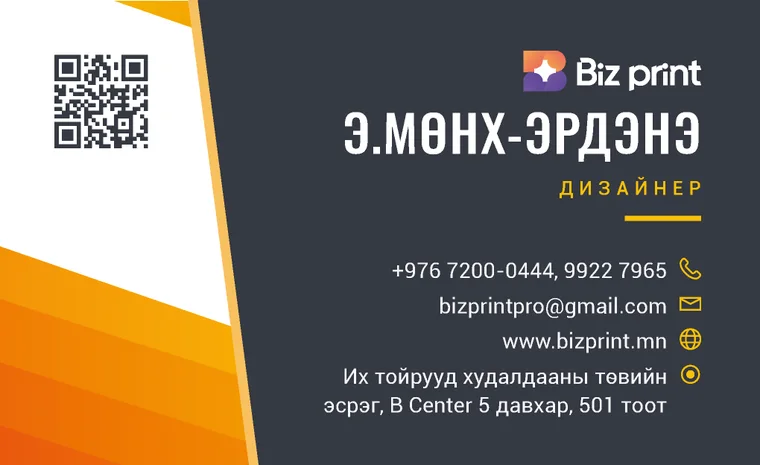 Biz print
Э.МӨНХ-ЭРДЭНЭ
ДИЗАЙНЕР
+976 7200-0444, 9922 7965
bizprintpro@gmail.com
www.bizprint.mn
Их тойрууд худалдааны төвийн
эсрэг, B Center 5 давхар, 501 тоот